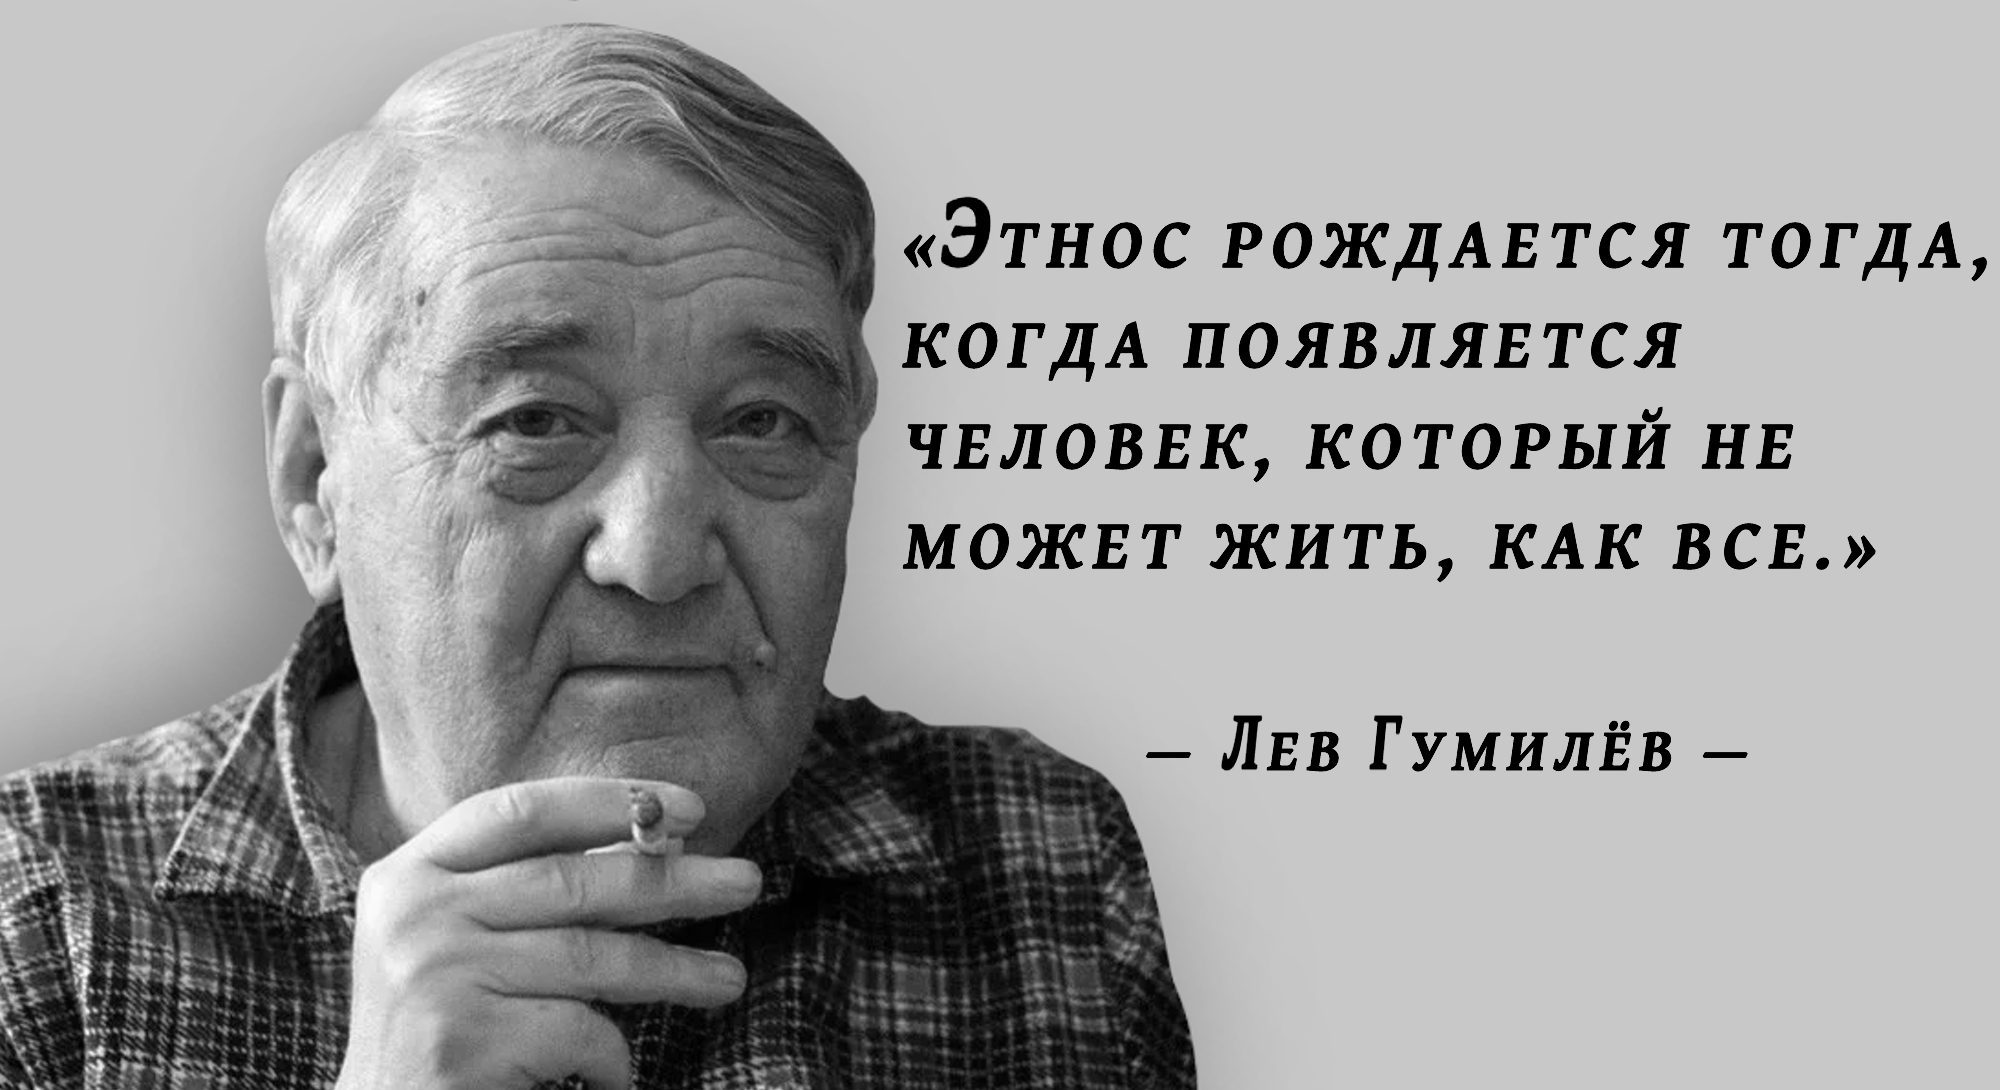 «Этнос рождается тогда,
когда появляется
человек, который не
может жить, как все.»
— Лев Гумилёв —